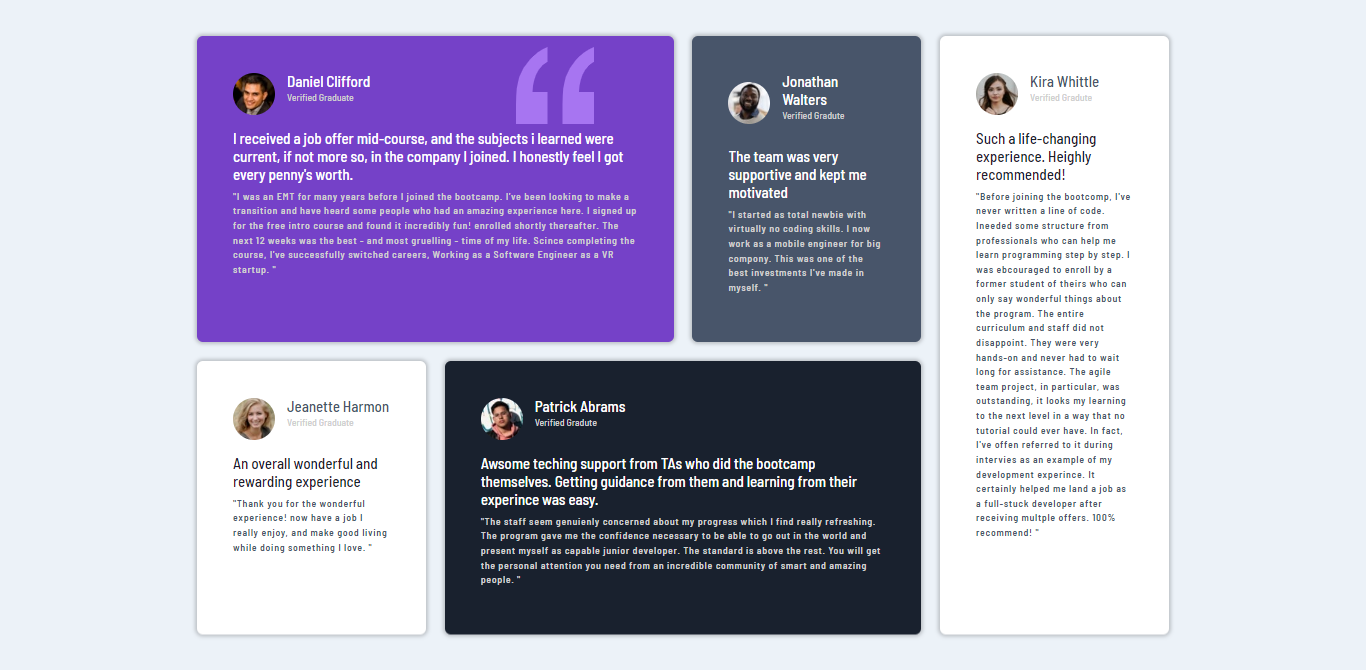 Daniel Clifford
Verified Graduate
I received a job offer mid-course, and the subjects i learned were
current, if not more so, in the company I joined. I honestly feel I got
every penny's worth.
"I was an EMT for many years before I joined the bootcamp. I've been looking to make a
transition and have heard some people who had an amazing experience here. I signed up
for the free intro course and found it incredibly fun! enrolled shortly thereafter. The
next 12 weeks was the best - and most gruelling - time of my life. Scince completing the
course, I've successfully switched careers, Working as a Software Engineer as a VR
startup. "
Jonathan
Walters
Verified Gradute
The team was very
supportive and kept me
motivated
"I started as total newbie with
virtually no coding skills. I now
work as a mobile engineer for big
compony. This was one of the
best investments I've made in
myself. "
Kira Whittle
Verified Gradute
Such a life-changing
experience. Heighly
recommended!
"Before joining the bootcomp, I've
never written a line of code.
Ineeded some structure from
professionals who can help me
learn programming step by step. I
was ebcouraged to enroll by a
former student of theirs who can
only say wonderful things about
the program. The entire
curriculum and staff did not
disappoint. They were very
hands-on and never had to wait
long for assistance. The agile
team project, in particular, was
outstanding, it looks my learning
to the next level in a way that no
tutorial could ever have. In fact,
I've offen referred to it during
intervies as an example of my
development experince. It
certainly helped me land a job as
a full-stuck developer after
receiving multple offers. 100%
recommend! "
Jeanette Harmon
Verified Graduate
An overall wonderful and
rewarding experience
"Thank you for the wonderful
experience! now have a job I
really enjoy, and make good living
while doing something I love. "
Patrick Abrams
Verified Gradute
Awsome teching support from TAs who did the bootcamp
themselves. Getting guidance from them and learning from their
experince was easy.
"The staff seem genuienly concerned about my progress which I find really refreshing.
The program gave me the confidence necessary to be able to go out in the world and
present myself as capable junior developer. The standard is above the rest. You will get
the personal attention you need from an incredible community of smart and amazing
people. "